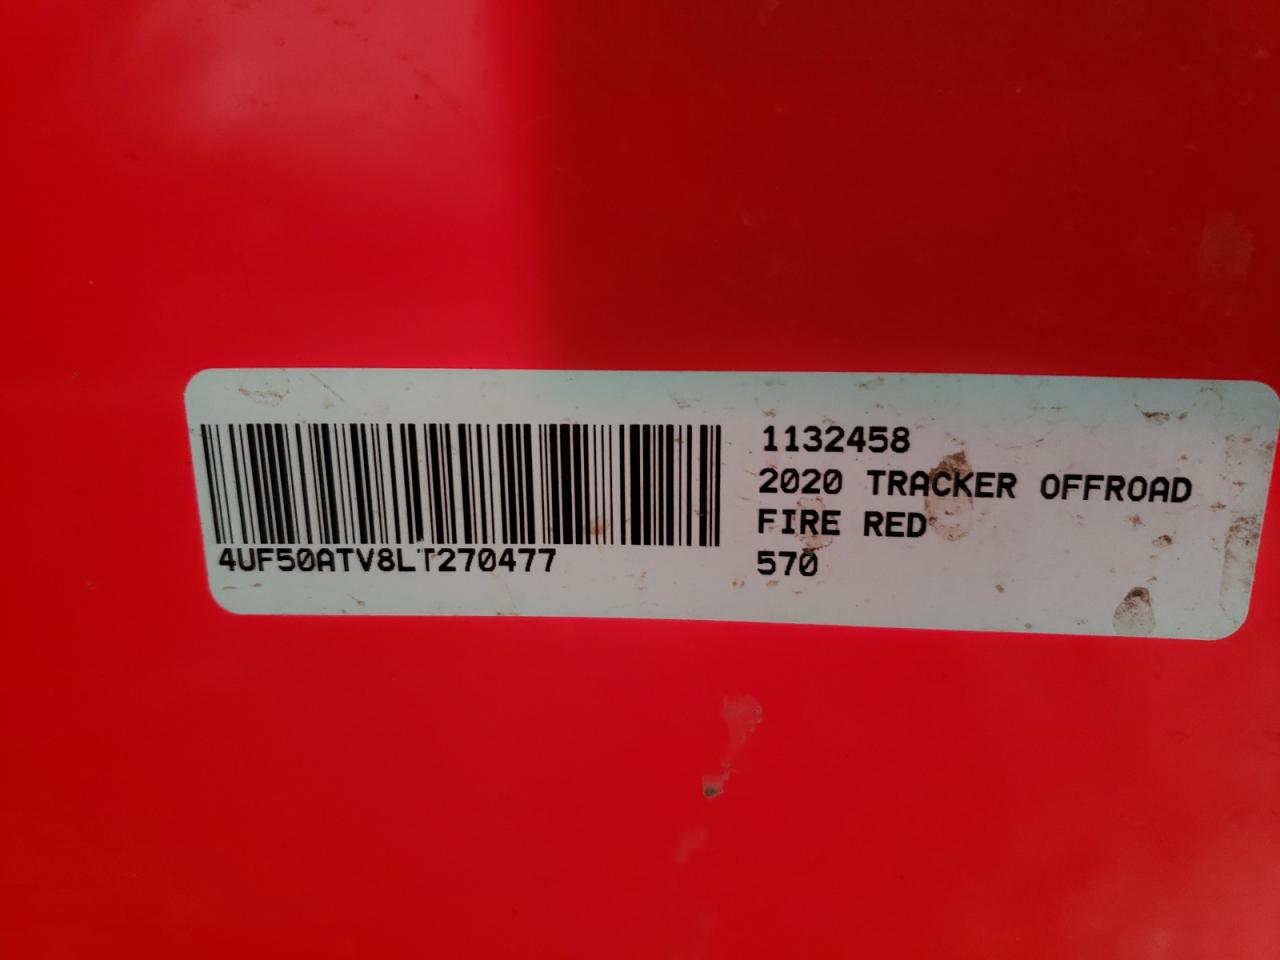 4UF50ATV8LT270477
1132458
2020 TRACKER OFFROAD
FIRE RED
570